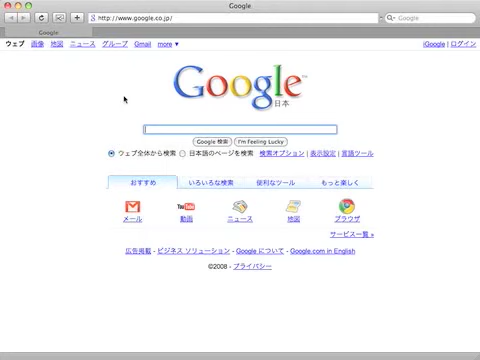 Google
http://www.google.co.jp/
Google
Google
ウェブ 画像 地図 ニュース グループ Gmail more ▼ iGoogle | ログイン
Google™
日本
Google 検索 I'm Feeling Lucky
ウェブ全体から検索 日本語のページを検索 検索オプション | 表示設定 | 言語ツール
おすすめ いろいろな検索 便利なツール もっと楽しく
YouTube
メール 動画 ニュース 地図 ブラウザ
サービス一覧 »
広告掲載 - ビジネス ソリューション - Google について - Google.com in English
©2008 - プライバシー